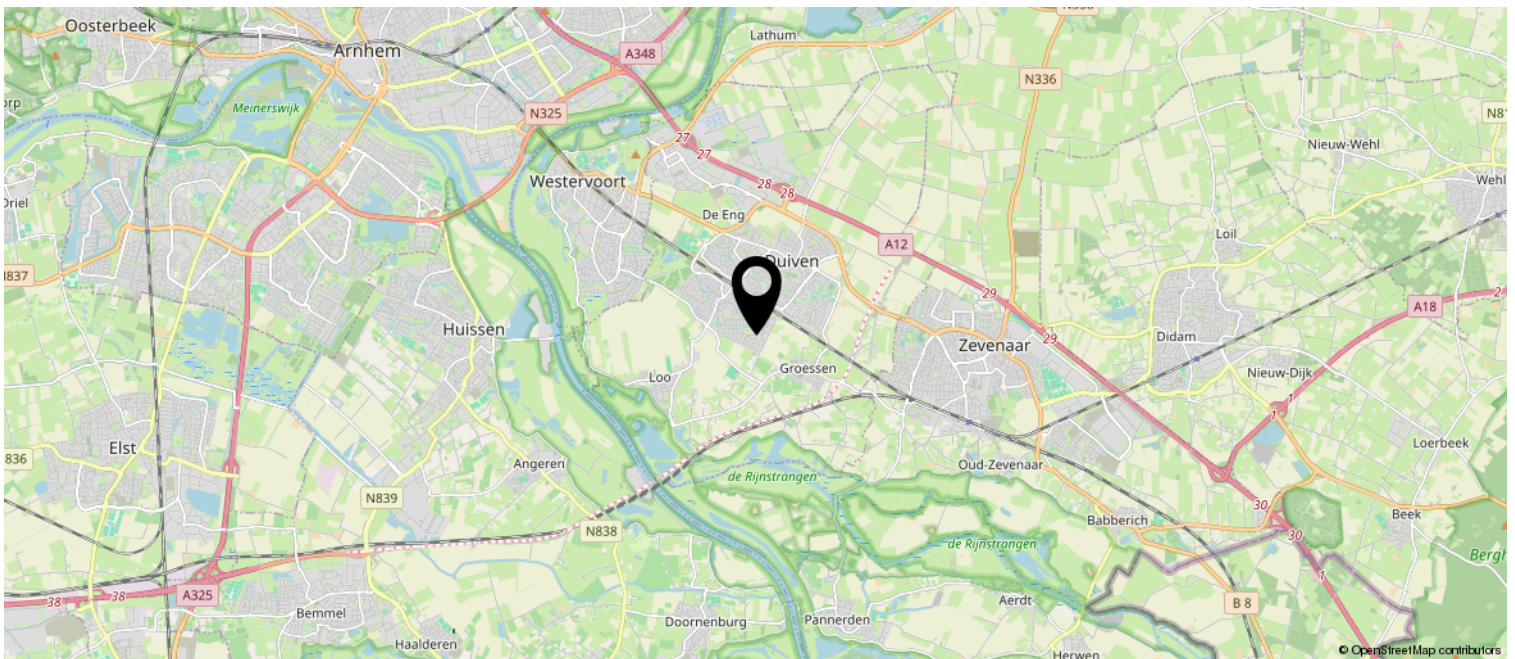 Oosterbeek
Arnhem
Lathum
A348
N336
N325
Meinerswijk
Nieuw-Wehl
Wehl
Driel
Westervoort
27
27
28
28
De Eng
Loil
A12
Duiven
29
A18
Huissen
29
Didam
Zevenaar
Loo
Groessen
Nieuw-Dijk
1
1
Elst
Loerbeek
836
Angeren
Oud-Zevenaar
de Rijnstrangen
N839
30
Beek
Babberich
N838
30
de Rijnstrangen
1
A325
38
38
Bemmel
Aerdt
B 8
Doornenburg
Pannerden
Haalderen
Herwen
© OpenStreetMap contributors